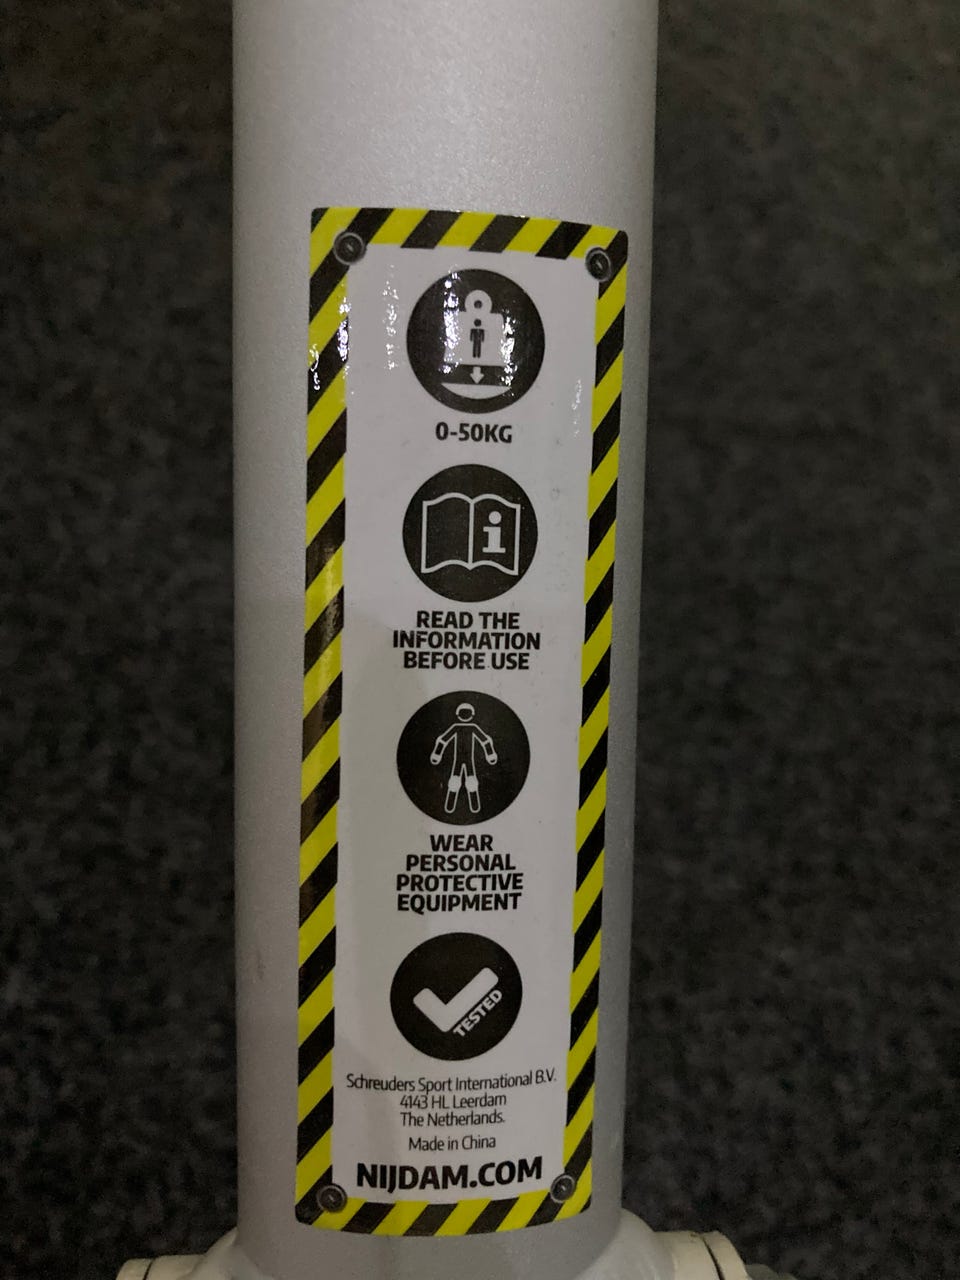 0-50KG
i
READ THE
INFORMATION
BEFORE USE
WEAR
PERSONAL
PROTECTIVE
EQUIPMENT
TESTED
Schreuders Sport International B.V.
4143 HL Leerdam
The Netherlands.
Made in China
NIJDAM.COM